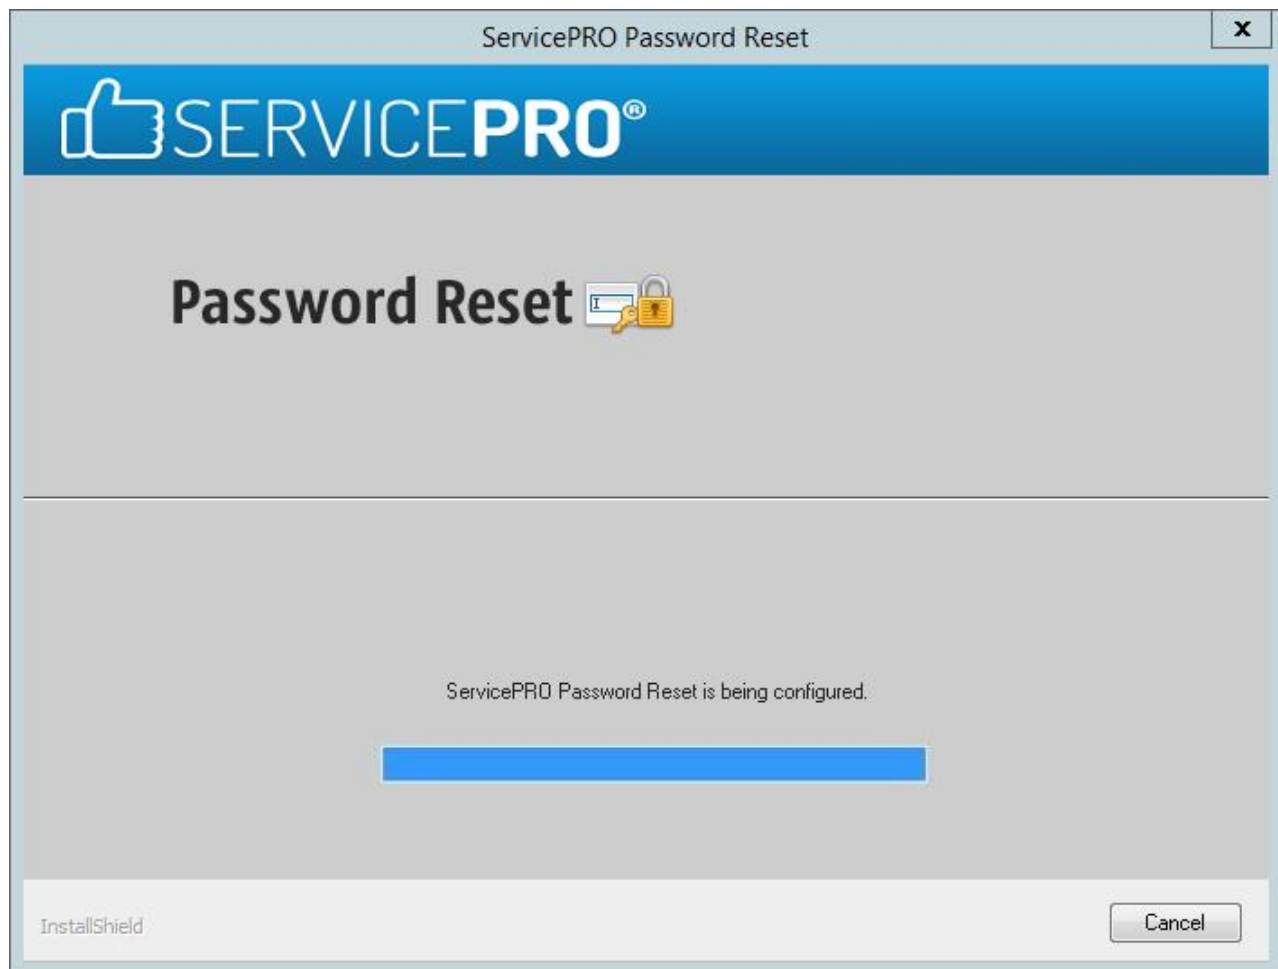 ServicePRO Password Reset
X
SERVICEPRO®
Password Reset
ServicePRO Password Reset is being configured.
InstallShield
Cancel